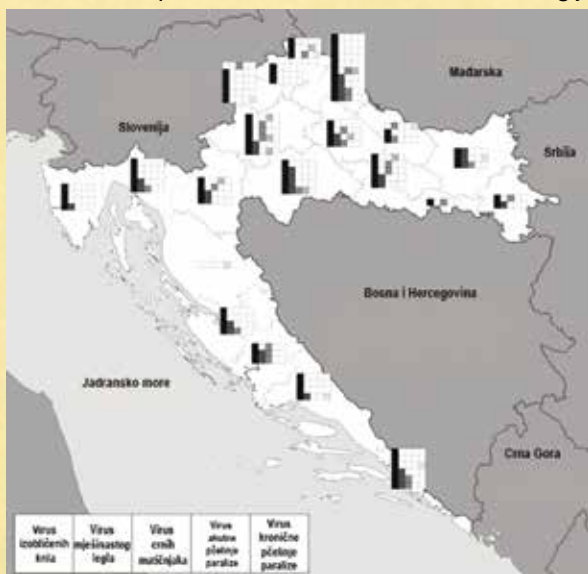 Mađarska
Slovenija
Srbija
Bosna i Hercegovina
Jadransko more
Crna Gora
Virus izobličenih krila
Virus mješinastog legla
Virus crnih matičnjaka
Virus akutne pčelinje paralize
Virus kronične pčelinje paralize